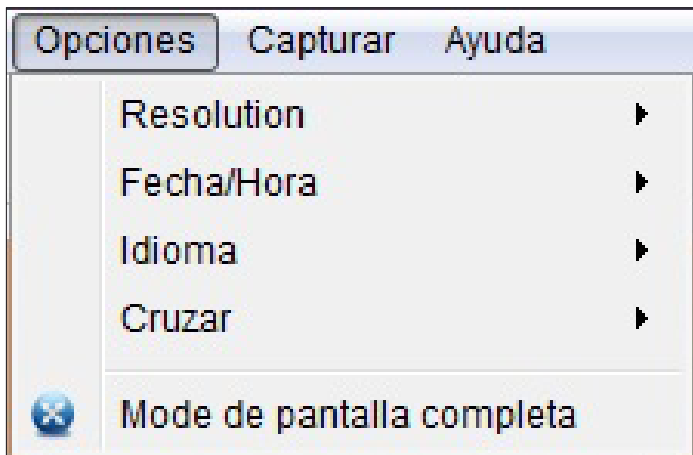 Opciones Capturar Ayuda
Resolution
Fecha/Hora
Idioma
Cruzar
Mode de pantalla completa